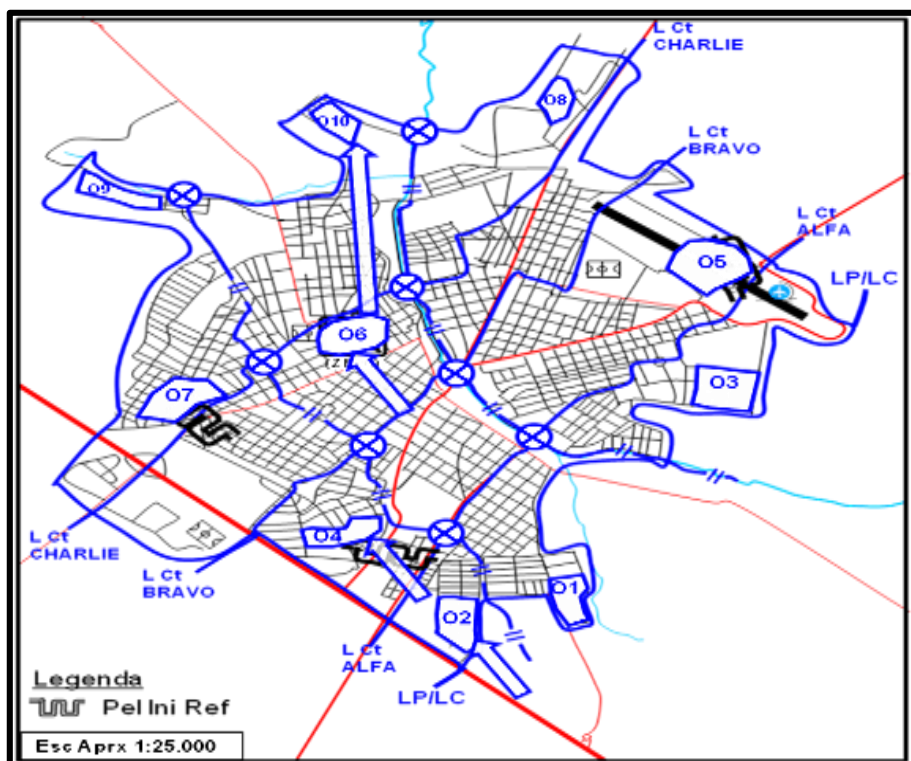 L Ct
CHARLIE
O8
O10
L Ct
BRAVO
O9
L Ct
ALFA
O5
LP/LC
O6
O7
O3
L Ct
CHARLIE
O4
L Ct
BRAVO
O1
O2
L Ct
ALFA
LP/LC
Legenda
Pel Ini Ref
Esc Aprx 1:25.000